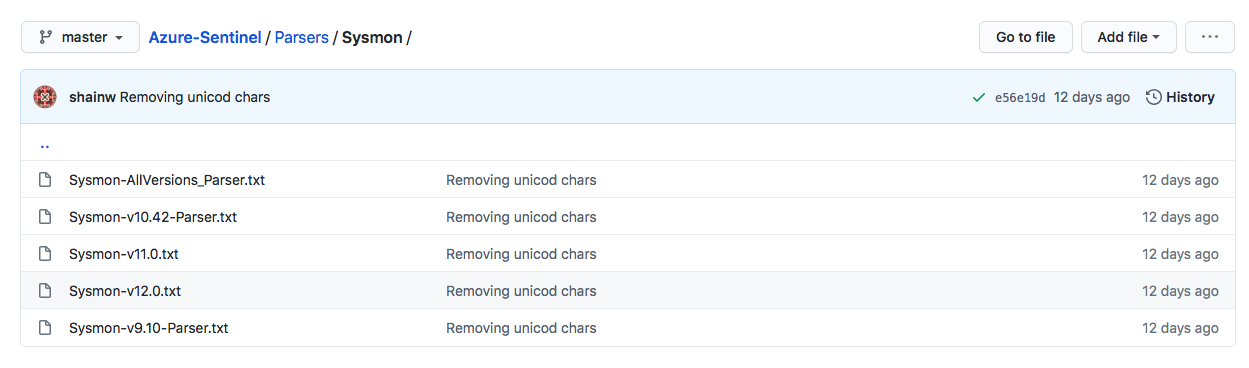 master Azure-Sentinel / Parsers / Sysmon / Go to file Add file ...
shainw Removing unicod chars e56e19d 12 days ago History
..
Sysmon-AllVersions_Parser.txt Removing unicod chars 12 days ago
Sysmon-v10.42-Parser.txt Removing unicod chars 12 days ago
Sysmon-v11.0.txt Removing unicod chars 12 days ago
Sysmon-v12.0.txt Removing unicod chars 12 days ago
Sysmon-v9.10-Parser.txt Removing unicod chars 12 days ago